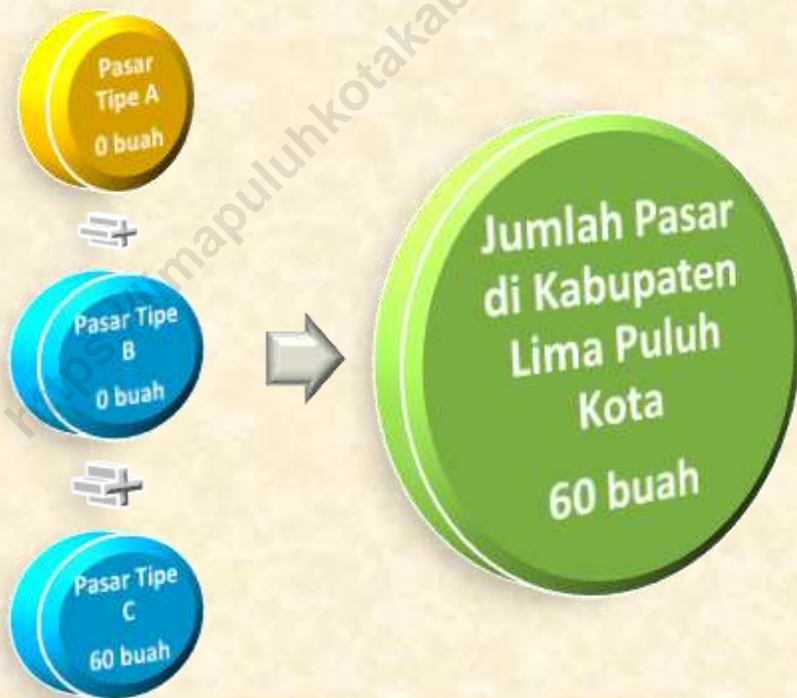 Pasar
Tipe A
0 buah
Pasar Tipe
B
0 buah
Pasar Tipe
C
60 buah
Jumlah Pasar
di Kabupaten
Lima Puluh
Kota
60 buah